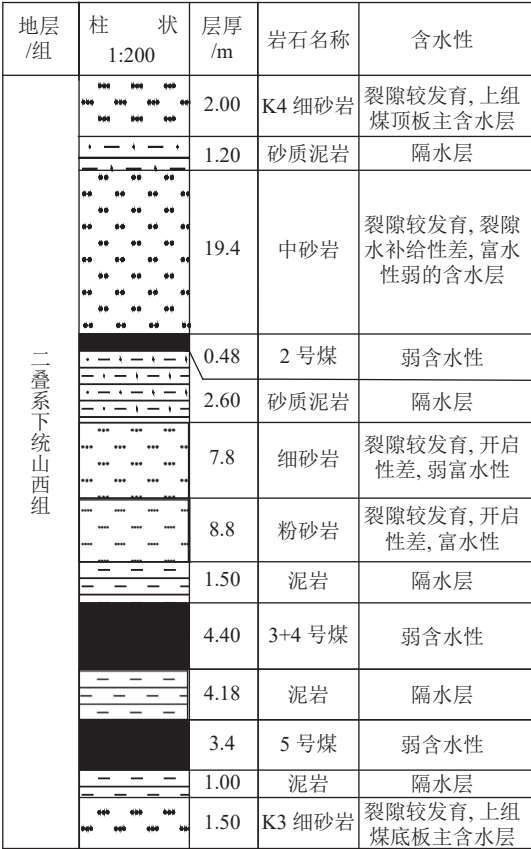 地层/组
柱 状
1:200
层厚/m
岩石名称
含水性
二叠系下统山西组
2.00 K4 细砂岩 裂隙较发育, 上组
煤顶板主含水层
1.20 砂质泥岩 隔水层
19.4 中砂岩 裂隙较发育, 裂隙
水补给性差, 富水
性弱的含水层
0.48 2 号煤 弱含水性
2.60 砂质泥岩 隔水层
7.8 细砂岩 裂隙较发育, 开启
性差, 弱富水性
8.8 粉砂岩 裂隙较发育, 开启
性差, 富水性
1.50 泥岩 隔水层
4.40 3+4 号煤 弱含水性
4.18 泥岩 隔水层
3.4 5 号煤 弱含水性
1.00 泥岩 隔水层
1.50 K3 细砂岩 裂隙较发育, 上组
煤底板主含水层